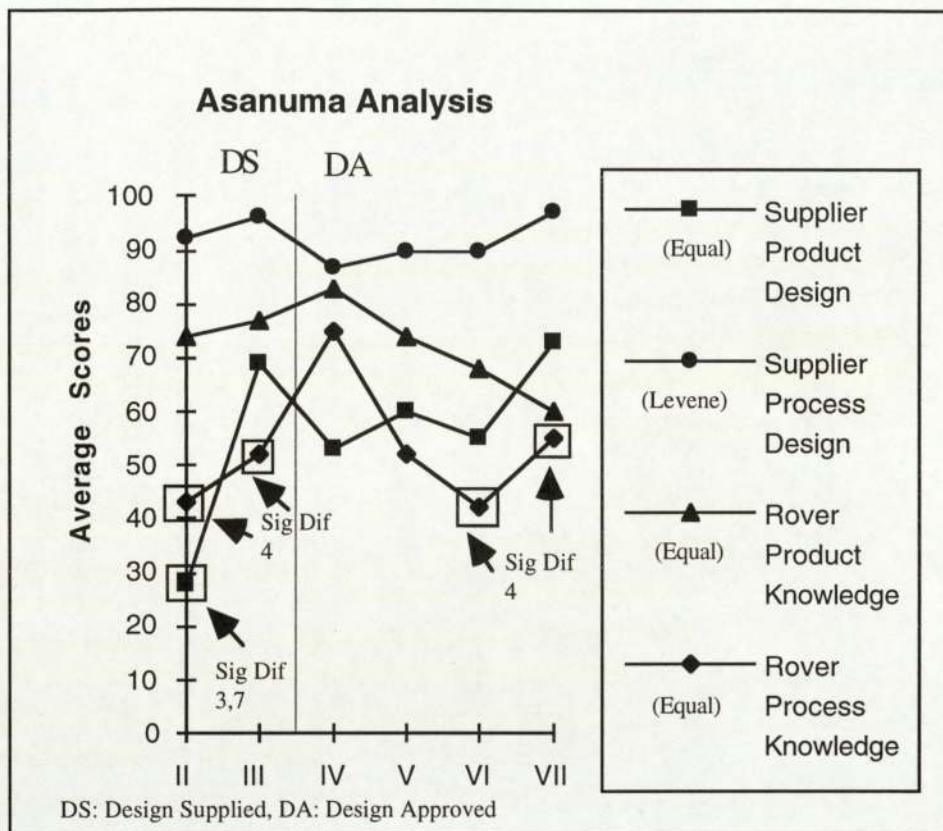 Asanuma Analysis
DS
DA
100
90
80
70
60
50
40
30
20
10
0
Average Scores
II
III
IV
V
VI
VII
Sig Dif
4
Sig Dif
3,7
Sig Dif
4
DS: Design Supplied, DA: Design Approved
Supplier
(Equal)
Product
Design
Supplier
(Levene)
Process
Design
Rover
(Equal)
Product
Knowledge
Rover
(Equal)
Process
Knowledge